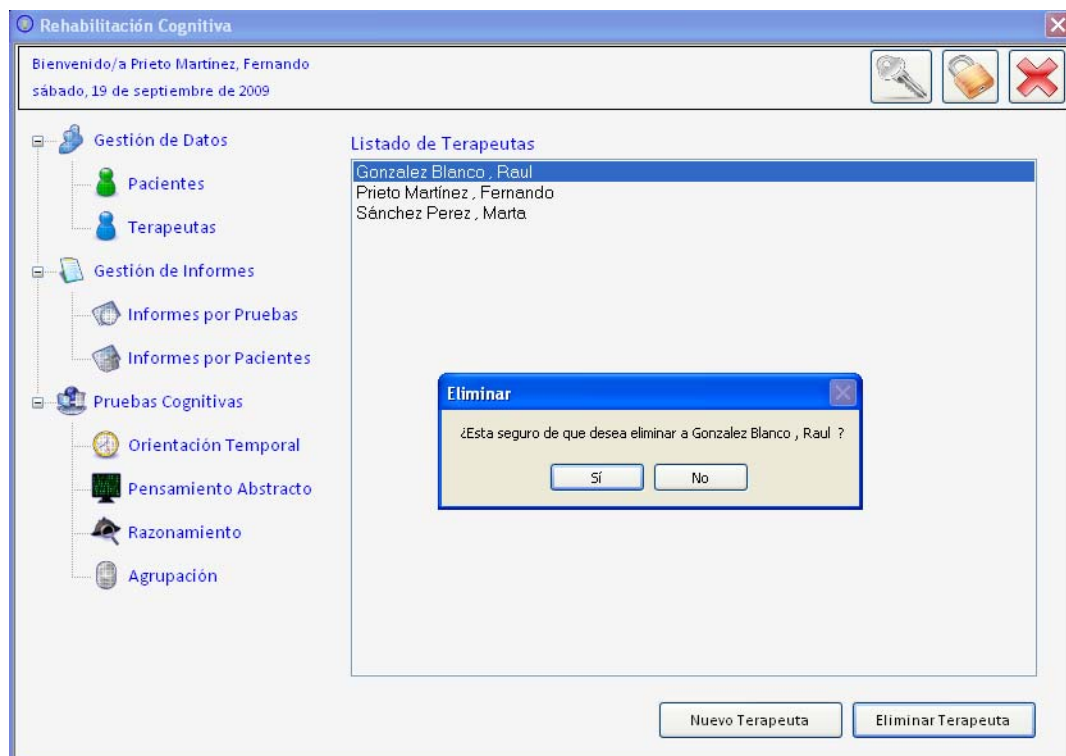 Rehabilitación Cognitiva
Bienvenido/a Prieto Martínez, Fernando
sábado, 19 de septiembre de 2009
Gestión de Datos
Pacientes
Terapeutas
Gestión de Informes
Informes por Pruebas
Informes por Pacientes
Pruebas Cognitivas
Orientación Temporal
Pensamiento Abstracto
Razonamiento
Agrupación
Listado de Terapeutas
Gonzalez Blanco , Raul
Prieto Martínez , Fernando
Sánchez Perez , Marta
Eliminar
¿Esta seguro de que desea eliminar a Gonzalez Blanco , Raul ?
Sí
No
Nuevo Terapeuta
Eliminar Terapeuta